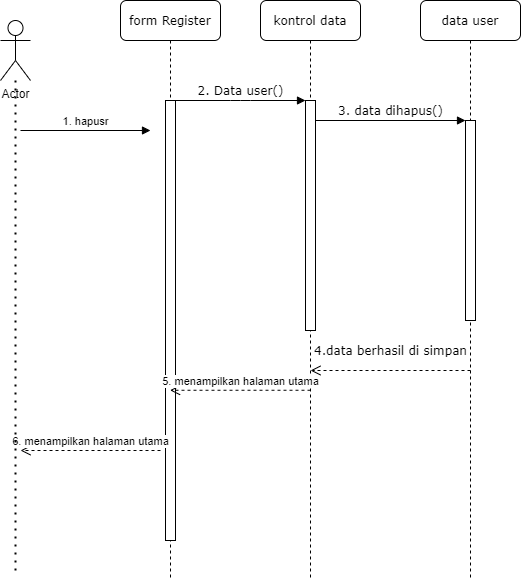 form Register
kontrol data
data user
Actor
2. Data user()
3. data dihapus()
1. hapusr
4.data berhasil di simpan
5. menampilkan halaman utama
6. menampilkan halaman utama